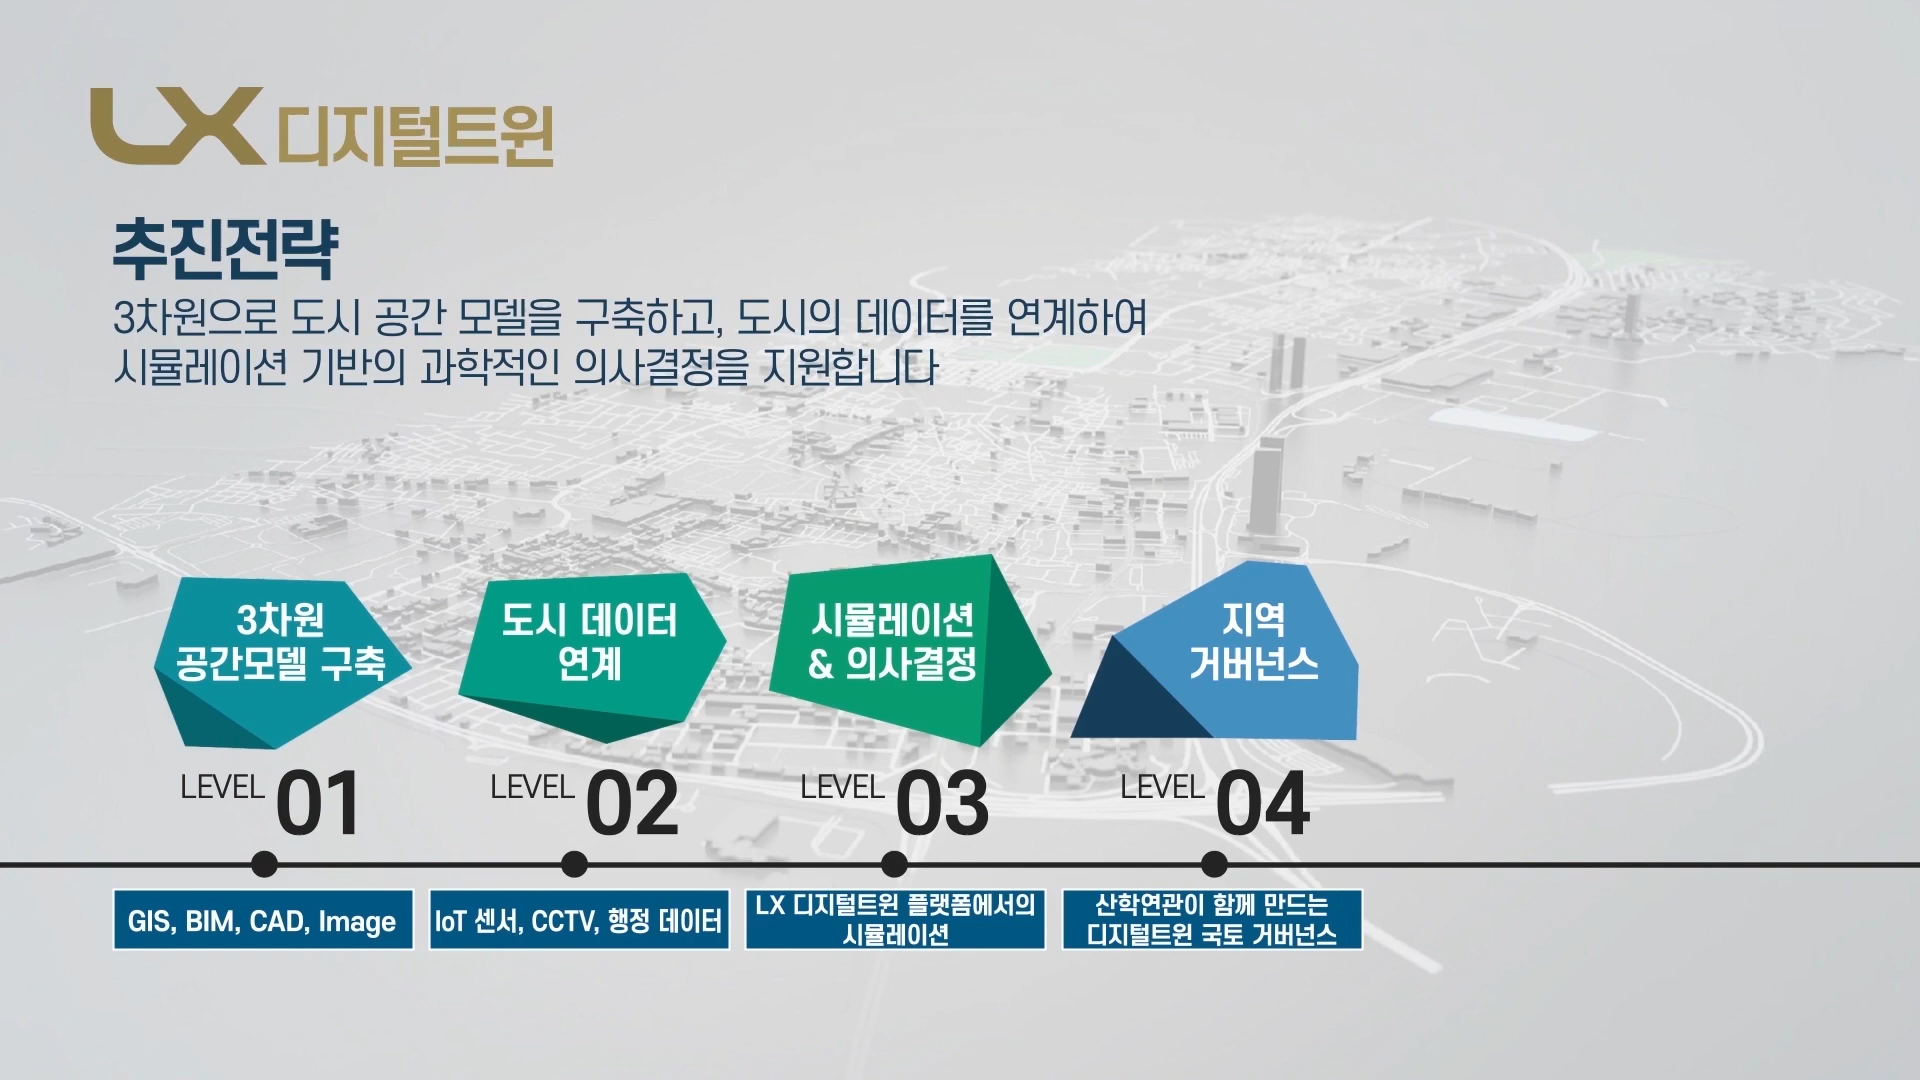 LX 디지털트윈
추진전략
3차원으로 도시 공간 모델을 구축하고, 도시의 데이터를 연계하여
시뮬레이션 기반의 과학적인 의사결정을 지원합니다
3차원
공간모델 구축
도시 데이터
연계
시뮬레이션
& 의사결정
지역
거버넌스
LEVEL 01
LEVEL 02
LEVEL 03
LEVEL 04
GIS, BIM, CAD, Image
IoT 센서, CCTV, 행정 데이터
LX 디지털트윈 플랫폼에서의
시뮬레이션
산학연관이 함께 만드는
디지털트윈 국토 거버넌스